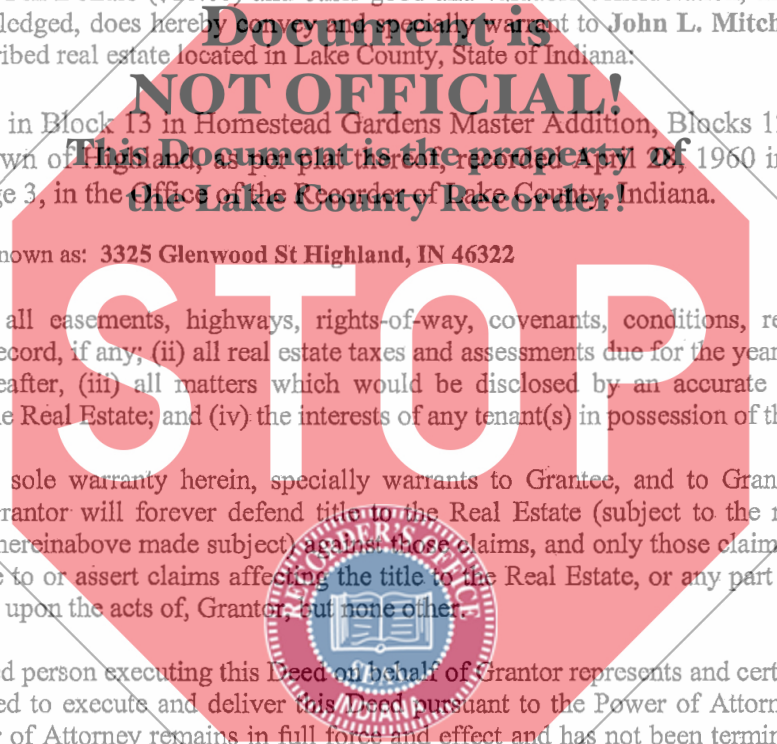 Document is
ledged, does hereby convey and specially warrant to John L. Mitch
ribed real estate located in Lake County, State of Indiana:
NOT OFFICIAL!
in Block 13 in Homestead Gardens Master Addition, Blocks 1
This Document is the property of
wn of Highland, as per plat thereof, recorded April 28, 1960 in
the Lake County Recorder!
ge 3, in the Office of the Recorder of Lake County, Indiana.
nown as: 3325 Glenwood St Highland, IN 46322
STOP
all easements, highways, rights-of-way, covenants, conditions, re
ecord, if any; (ii) all real estate taxes and assessments due for the year
eafter, (iii) all matters which would be disclosed by an accurate
e Real Estate; and (iv) the interests of any tenant(s) in possession of th
sole warranty herein, specially warrants to Grantee, and to Gran
rantor will forever defend title to the Real Estate (subject to the
hereinabove made subject) against those claims, and only those claim
e to or assert claims affecting the title to the Real Estate, or any part
upon the acts of, Grantor, but none other.
RECORDER'S OFFICE
SEAL
INDIANA
d person executing this Deed on behalf of Grantor represents and cert
ed to execute and deliver this Deed pursuant to the Power of Attorn
r of Attorney remains in full force and effect and has not been termin